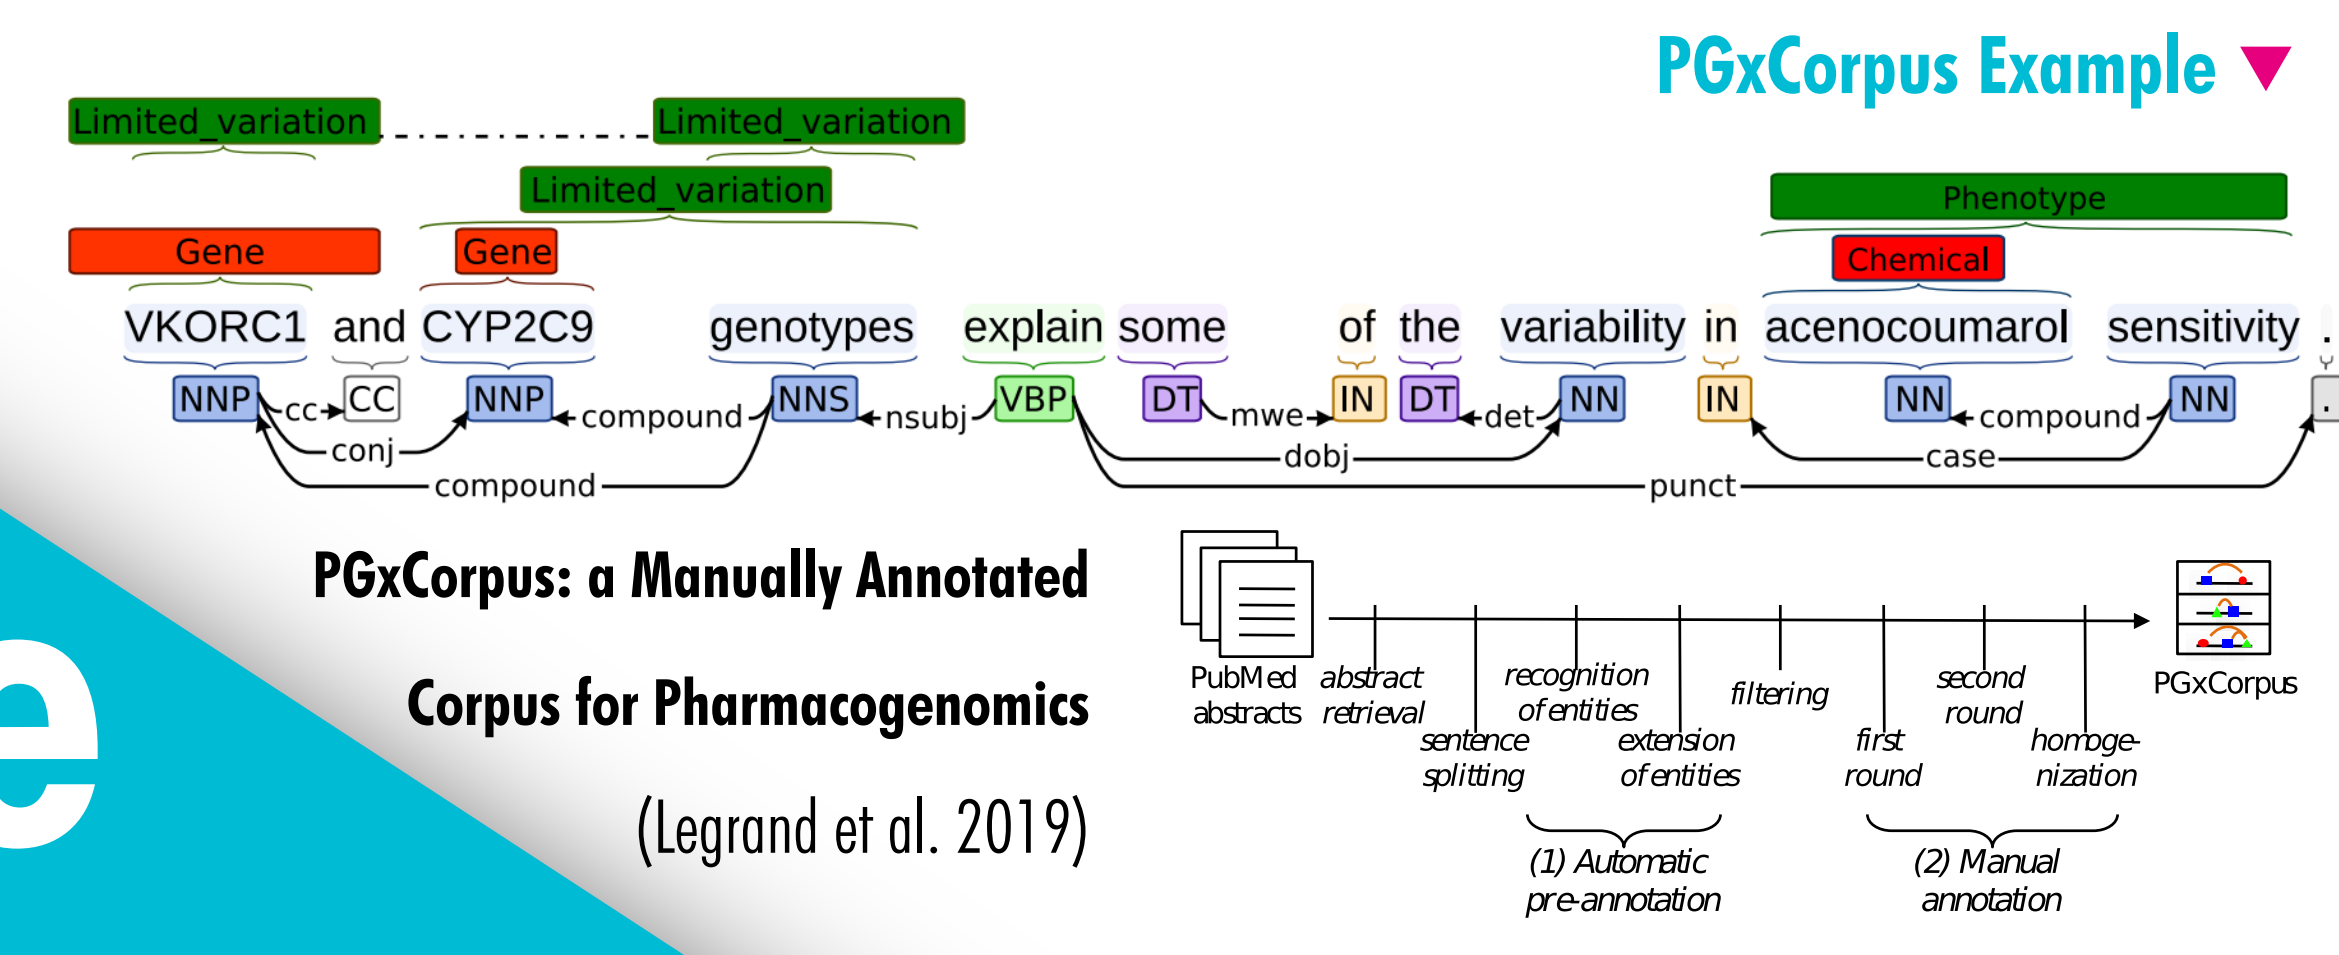 PGxCorpus Example
Limited_variation Limited_variation
Limited_variation
Phenotype
Gene Gene
Chemical
VKORC1 and CYP2C9 genotypes explain some of the variability in acenocoumarol sensitivity .
NNP CC NNP NNS VBP DT IN DT NN IN NN NN .
cc compound nsubj mwe det compound
conj dobj case
compound punct
PGxCorpus: a Manually Annotated
Corpus for Pharmacogenomics
(Legrand et al. 2019)
e
PubMed
abstracts
abstract
retrieval
sentence
splitting
recognition
of entities
extension
of entities
filtering
first
round
second
round
homoge-
nization
PGxCorpus
(1) Automatic
pre-annotation
(2) Manual
annotation